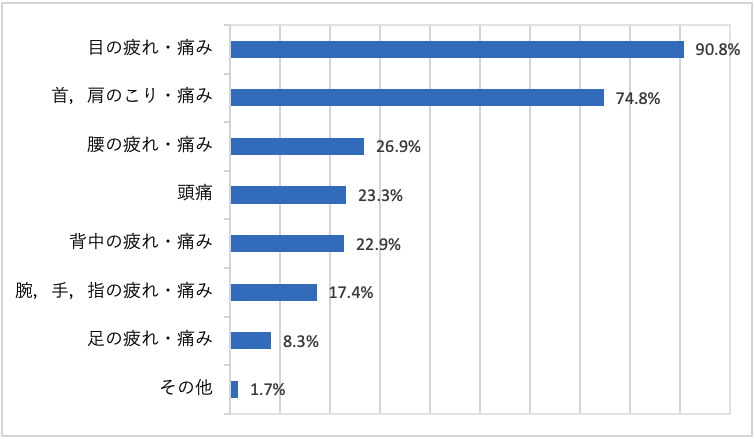 目の疲れ・痛み 90.8%
首，肩のこり・痛み 74.8%
腰の疲れ・痛み 26.9%
頭痛 23.3%
背中の疲れ・痛み 22.9%
腕，手，指の疲れ・痛み 17.4%
足の疲れ・痛み 8.3%
その他 1.7%